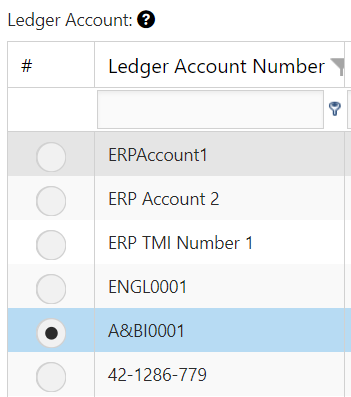 Ledger Account: ?
# Ledger Account Number
ERPAccount1
ERP Account 2
ERP TMI Number 1
ENGL0001
A&BI0001
42-1286-779